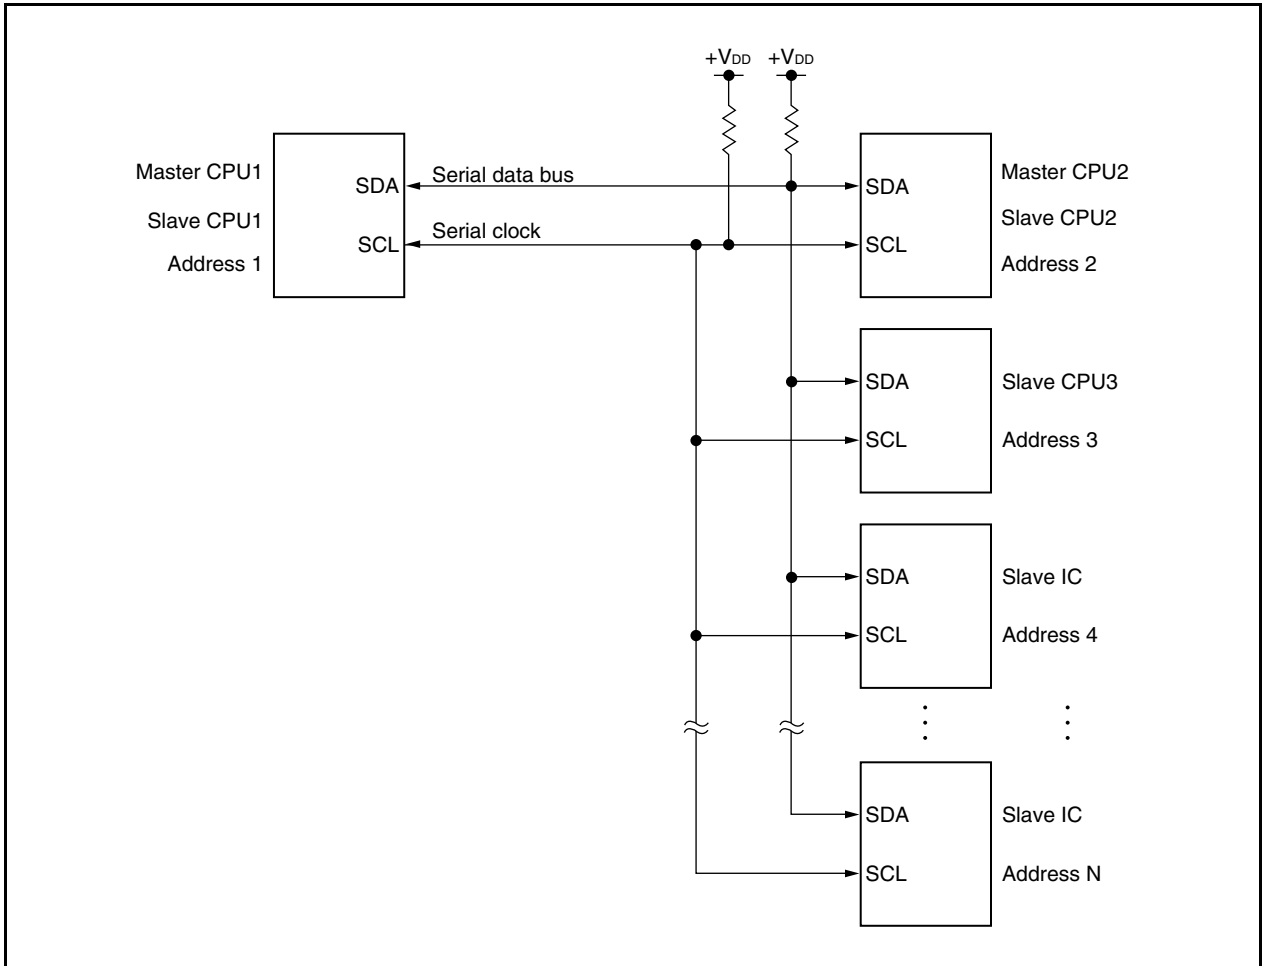 +VDD +VDD
Master CPU1
Slave CPU1
Address 1
SDA
SCL
Serial data bus
Serial clock
SDA
SCL
Master CPU2
Slave CPU2
Address 2
SDA
SCL
Slave CPU3
Address 3
SDA
SCL
Slave IC
Address 4
SDA
SCL
Slave IC
Address N